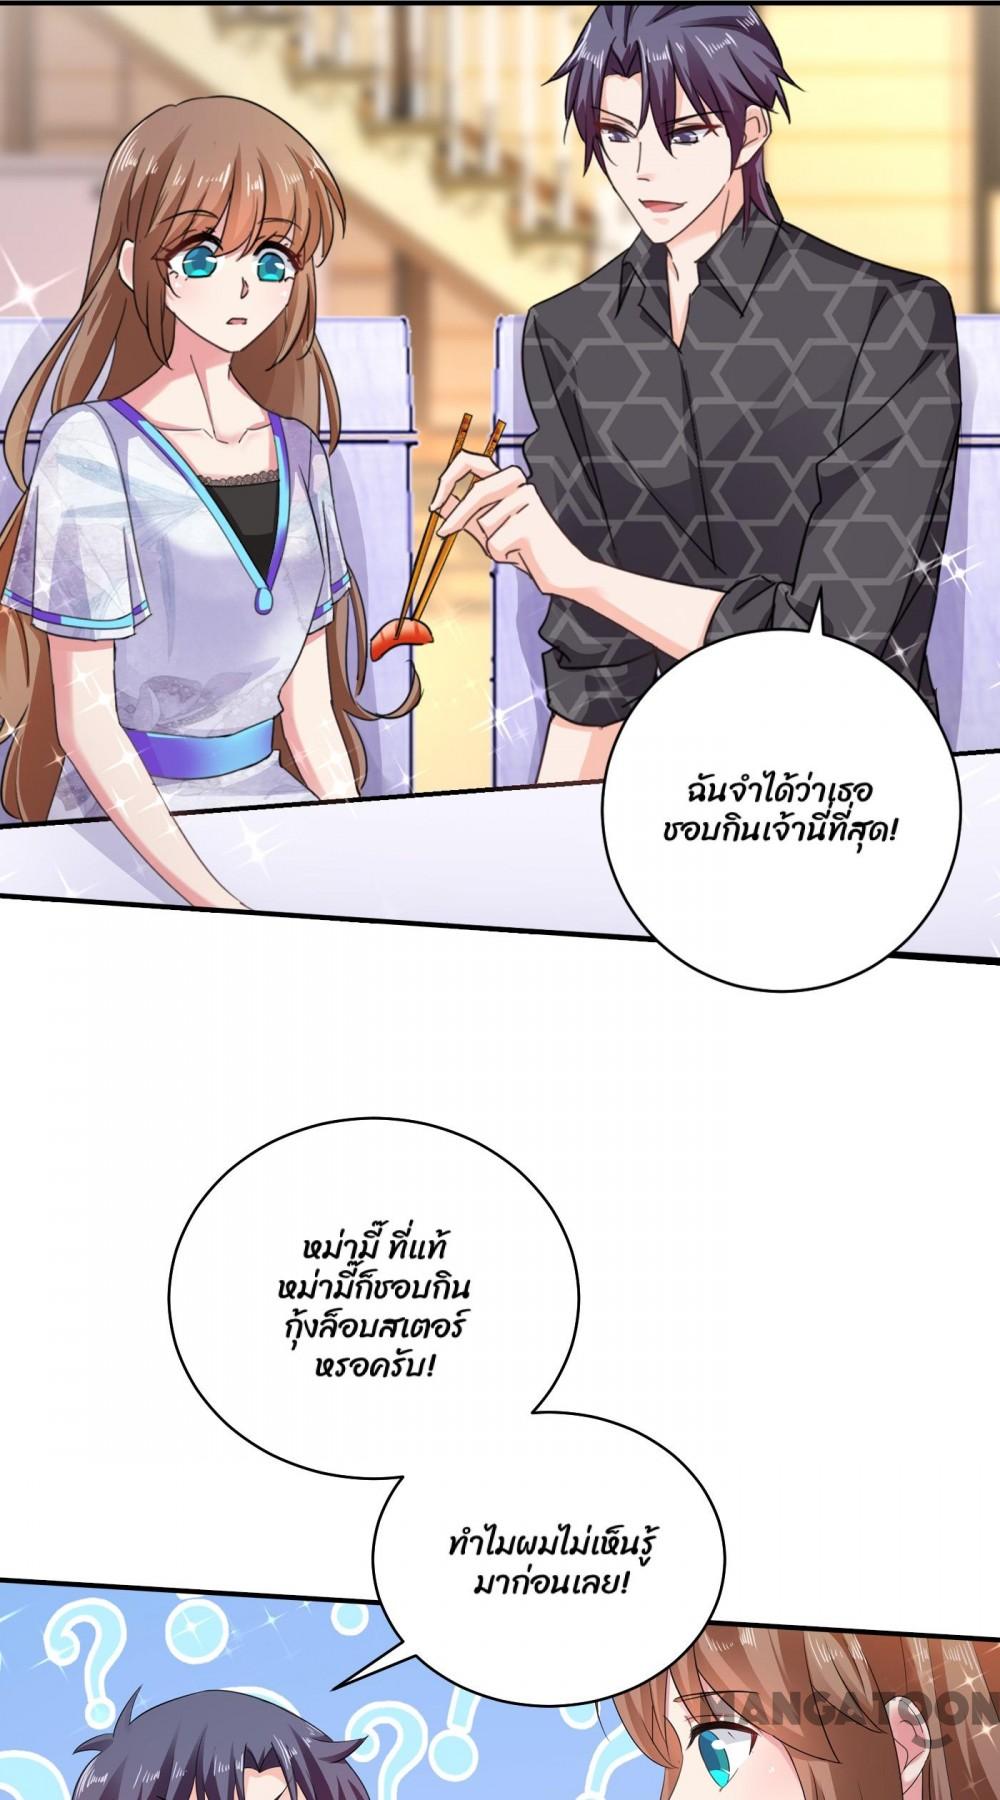 ฉันจำได้ว่าเธอ
ชอบกินเจ้านี่ที่สุด!
หม่ามี๊ ที่แท้
หม่ามี๊ก็ชอบกิน
กุ้งล็อบสเตอร์
หรอครับ!
ทำไมผมไม่เห็นรู้
มาก่อนเลย!
MANGATOON